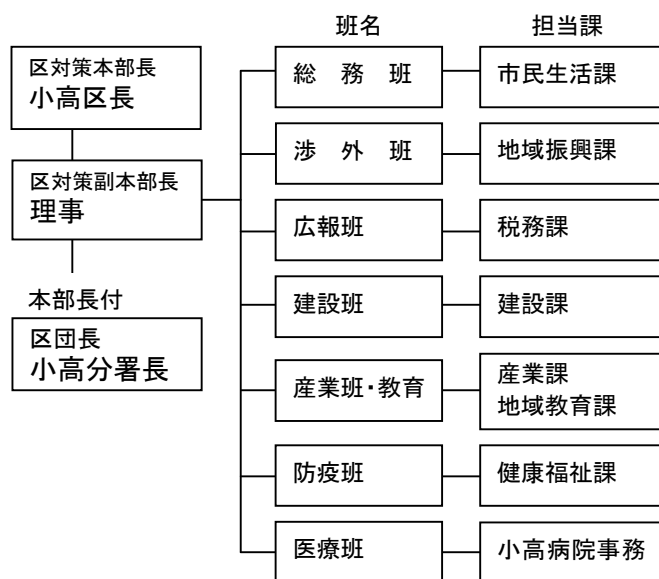 班名
担当課
区対策本部長
小高区長
区対策副本部長
理事
本部長付
区団長
小高分署長
総　務　班
市民生活課
渉　外　班
地域振興課
広報班
税務課
建設班
建設課
産業班・教育
産業課
地域教育課
防疫班
健康福祉課
医療班
小高病院事務